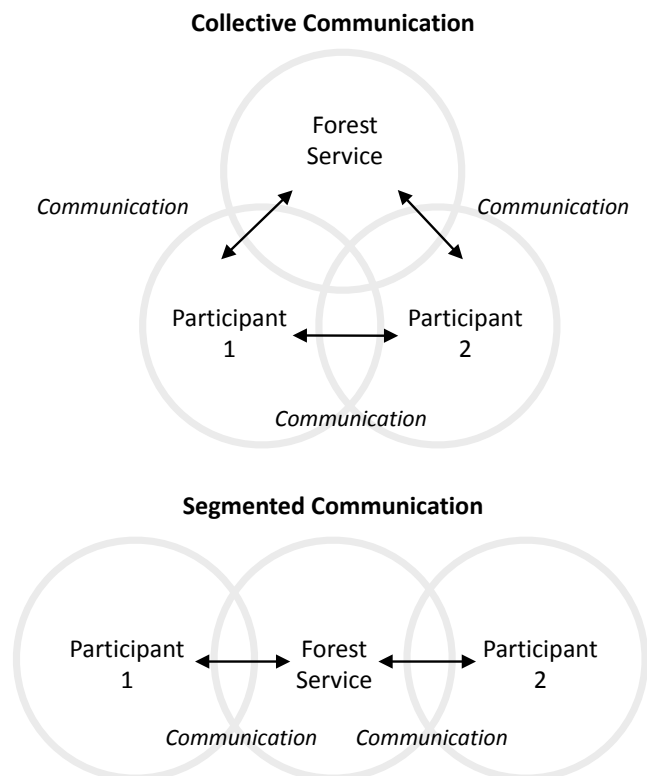 Collective Communication
Forest
Service
Communication
Communication
Participant
1
Participant
2
Communication
Segmented Communication
Participant
1
Forest
Service
Participant
2
Communication
Communication